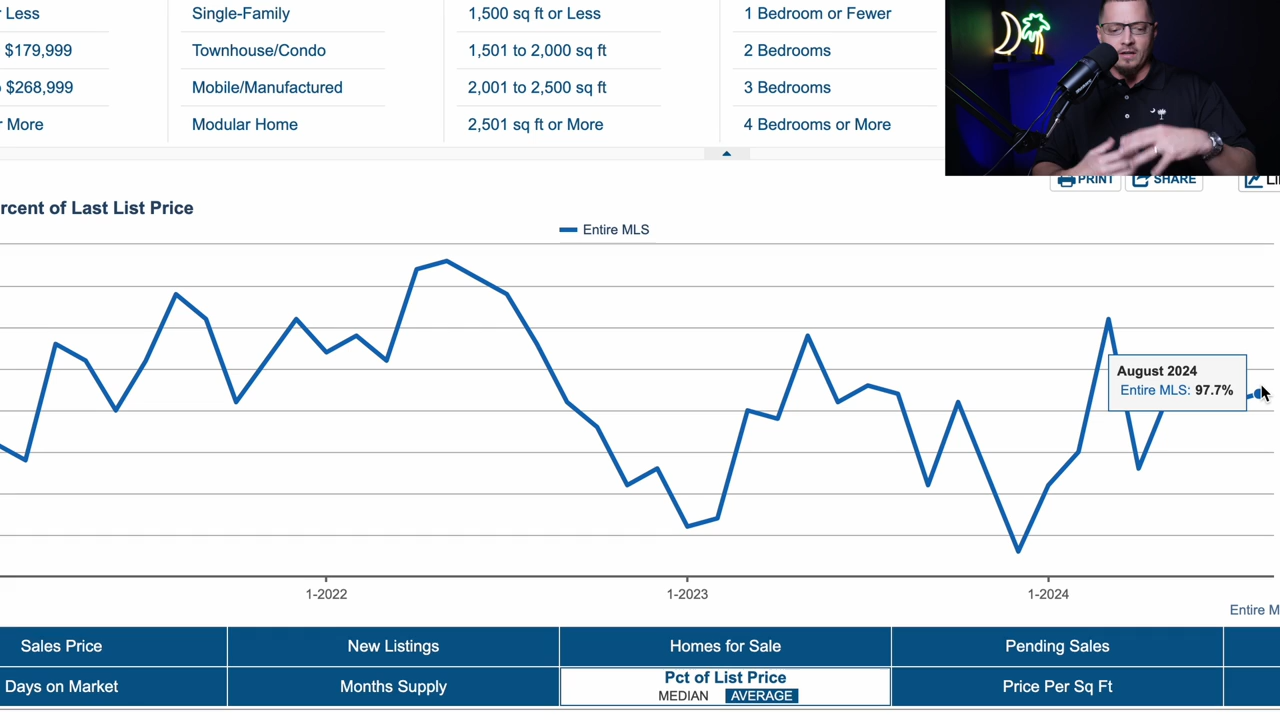 Less
Single-Family
1,500 sq ft or Less
1 Bedroom or Fewer
$179,999
Townhouse/Condo
1,501 to 2,000 sq ft
2 Bedrooms
$268,999
Mobile/Manufactured
2,001 to 2,500 sq ft
3 Bedrooms
More
Modular Home
2,501 sq ft or More
4 Bedrooms or More
PRINT
SHARE
rcent of Last List Price
Entire MLS
August 2024
Entire MLS: 97.7%
1-2022
1-2023
1-2024
Entire M
Sales Price
New Listings
Homes for Sale
Pending Sales
Days on Market
Months Supply
Pct of List Price
MEDIAN AVERAGE
Price Per Sq Ft